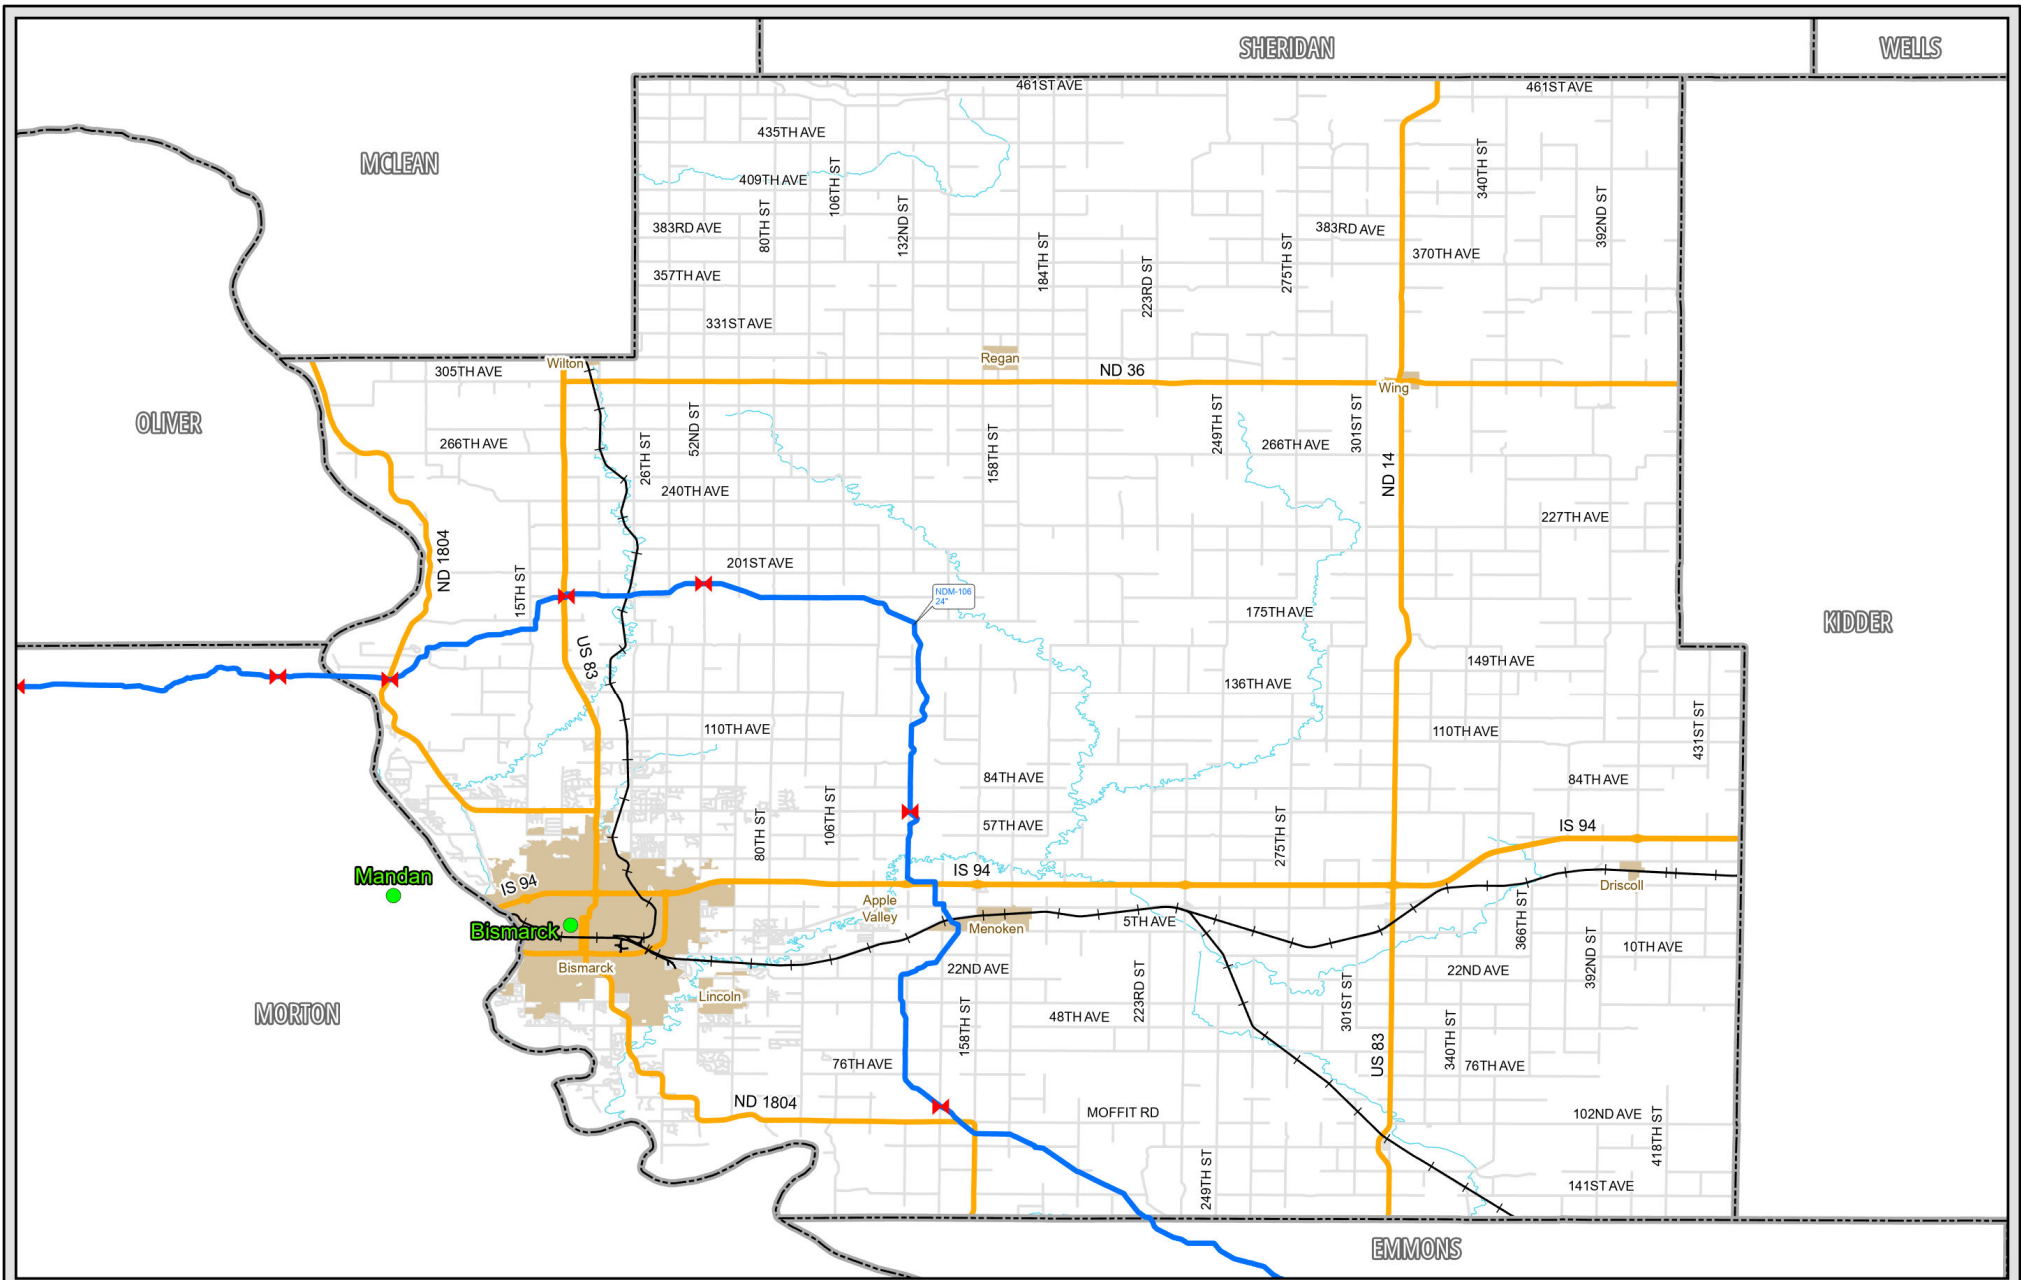 SHERIDAN
WELLS
461ST AVE
461ST AVE
435TH AVE
MCLEAN
340TH ST
106TH ST
409TH AVE
392ND ST
80TH ST
132ND ST
383RD AVE
383RD AVE
184TH ST
275TH ST
370TH AVE
223RD ST
357TH AVE
331ST AVE
Regan
Wilton
305TH AVE
ND 36
Wing
OLIVER
52ND ST
249TH ST
301ST ST
266TH AVE
26TH ST
158TH ST
266TH AVE
ND 14
240TH AVE
227TH AVE
ND 1804
201ST AVE
15TH ST
NDM-106
24"
175TH AVE
KIDDER
US 83
149TH AVE
136TH AVE
110TH AVE
110TH AVE
431ST ST
84TH AVE
84TH AVE
80TH ST
106TH ST
57TH AVE
275TH ST
IS 94
Mandan
IS 94
IS 94
Driscoll
Apple
Valley
Menoken
5TH AVE
366TH ST
Bismarck
10TH AVE
392ND ST
Bismarck
22ND AVE
22ND AVE
Lincoln
223RD ST
301ST ST
MORTON
158TH ST
48TH AVE
340TH ST
US 83
76TH AVE
76TH AVE
ND 1804
MOFFIT RD
102ND AVE
418TH ST
249TH ST
141ST AVE
EMMONS